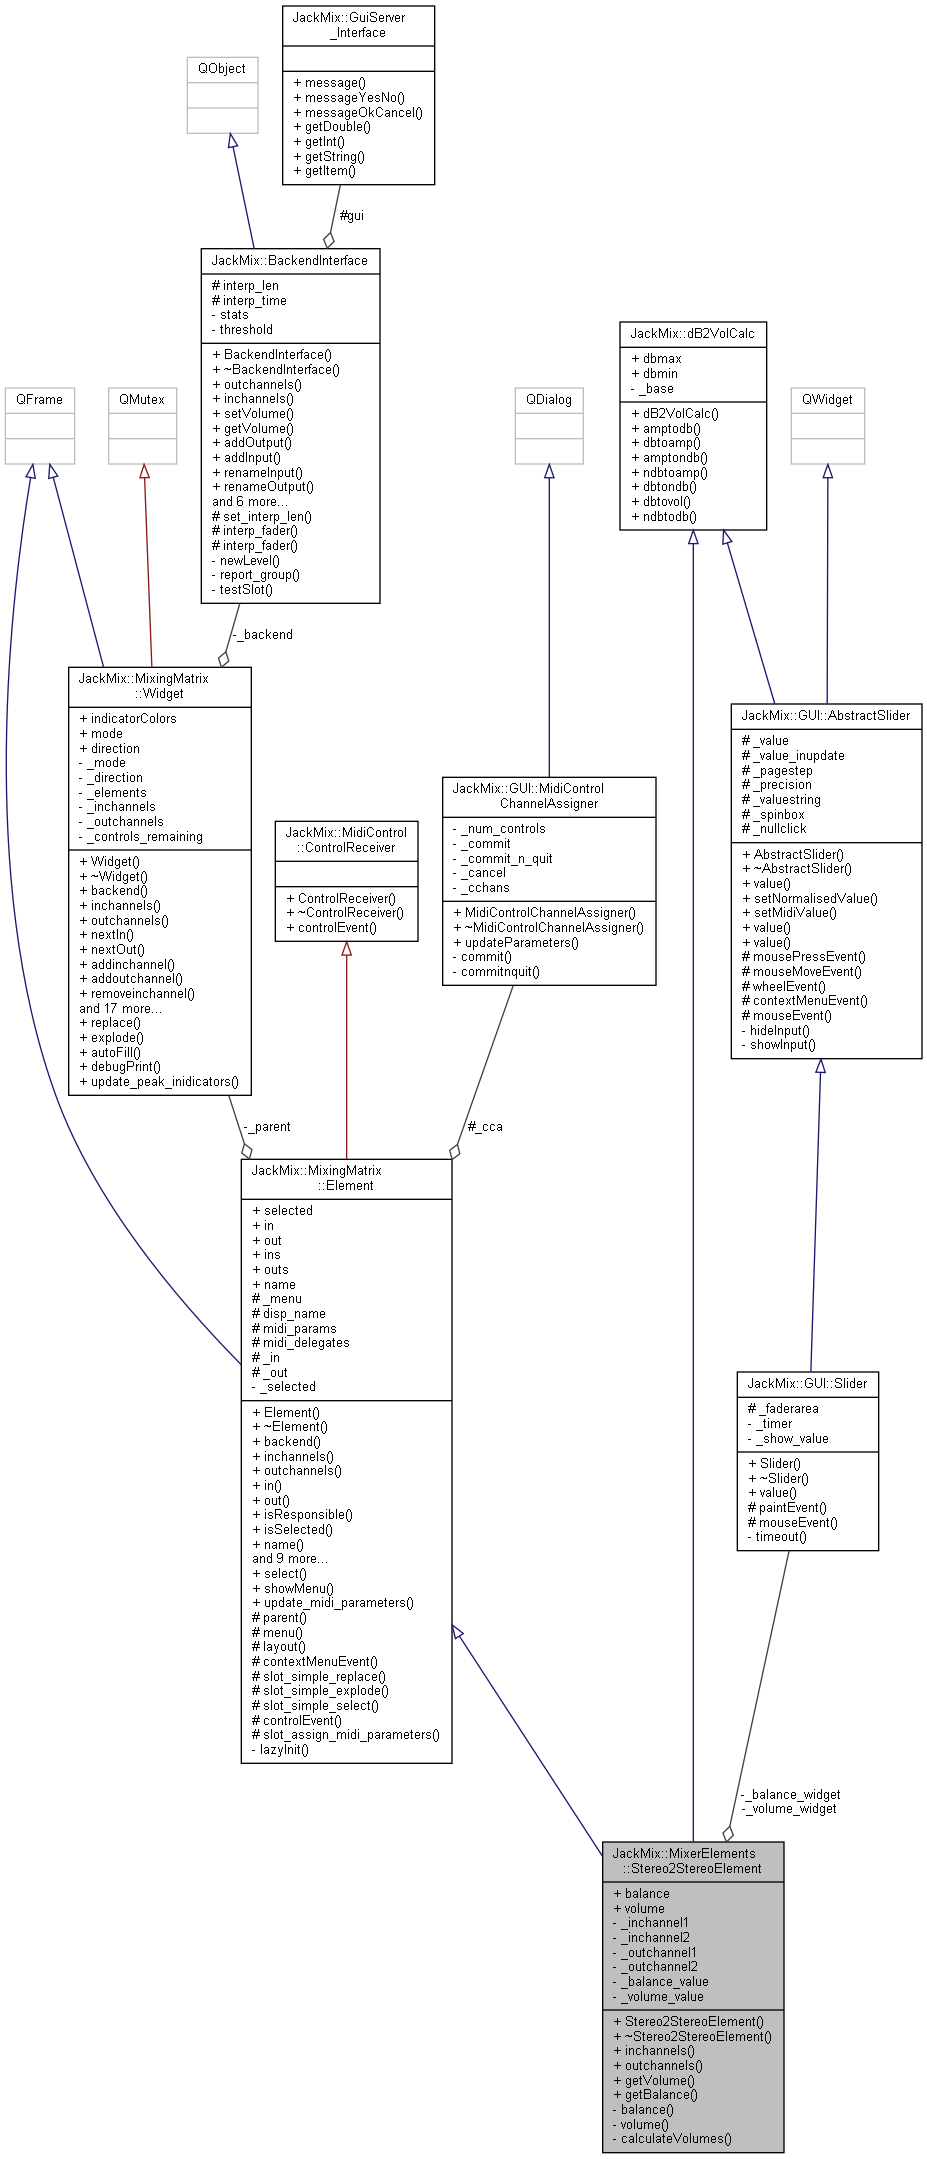 JackMix::GuiServer
_Interface
+ message()
+ messageYesNo()
+ messageOkCancel()
+ getDouble()
+ getInt()
+ getString()
+ getItem()
QObject
#gui
JackMix::BackendInterface
# interp_len
# interp_time
- stats
- threshold
+ BackendInterface()
+ ~BackendInterface()
+ outchannels()
+ inchannels()
+ setVolume()
+ getVolume()
+ addOutput()
+ addInput()
+ renameInput()
+ renameOutput()
and 6 more...
# set_interp_len()
# interp_fader()
# interp_fader()
- newLevel()
- report_group()
- testSlot()
JackMix::dB2VolCalc
+ dbmax
+ dbmin
- _base
+ dB2VolCalc()
+ amptodb()
+ dbtoamp()
+ amptondb()
+ ndbtoamp()
+ dbtondb()
+ dbtovol()
+ ndbtodb()
QFrame
QMutex
QDialog
QWidget
-_backend
JackMix::MixingMatrix
::Widget
+ indicatorColors
+ mode
+ direction
- _mode
- _direction
- _elements
- _inchannels
- _outchannels
- _controls_remaining
+ Widget()
+ ~Widget()
+ backend()
+ inchannels()
+ outchannels()
+ nextIn()
+ nextOut()
+ addinchannel()
+ addoutchannel()
+ removeinchannel()
and 17 more...
+ replace()
+ explode()
+ autoFill()
+ debugPrint()
+ update_peak_inidicators()
JackMix::GUI::AbstractSlider
# _value
# _value_inupdate
# _pagestep
# _precision
# _valuestring
# _spinbox
# _nullclick
+ AbstractSlider()
+ ~AbstractSlider()
+ value()
+ setNormalisedValue()
+ setMidiValue()
+ value()
+ value()
# mousePressEvent()
# mouseMoveEvent()
# wheelEvent()
# contextMenuEvent()
# mouseEvent()
- hideInput()
- showInput()
JackMix::GUI::MidiControl
ChannelAssigner
- _num_controls
- _commit
- _commit_n_quit
- _cancel
- _cchans
+ MidiControlChannelAssigner()
+ ~MidiControlChannelAssigner()
+ updateParameters()
- commit()
- commitnquit()
JackMix::MidiControl
::ControlReceiver
+ ControlReceiver()
+ ~ControlReceiver()
+ controlEvent()
-_parent
#_cca
JackMix::MixingMatrix
::Element
+ selected
+ in
+ out
+ ins
+ outs
+ name
# _menu
# disp_name
# midi_params
# midi_delegates
# _in
# _out
- _selected
+ Element()
+ ~Element()
+ backend()
+ inchannels()
+ outchannels()
+ in()
+ out()
+ isResponsible()
+ isSelected()
+ name()
and 9 more...
+ select()
+ showMenu()
+ update_midi_parameters()
# parent()
# menu()
# layout()
# contextMenuEvent()
# slot_simple_replace()
# slot_simple_explode()
# slot_simple_select()
# controlEvent()
# slot_assign_midi_parameters()
- lazyInit()
JackMix::GUI::Slider
# _faderarea
- _timer
- _show_value
+ Slider()
+ ~Slider()
+ value()
# paintEvent()
# mouseEvent()
- timeout()
-_balance_widget
-_volume_widget
JackMix::MixerElements
::Stereo2StereoElement
+ balance
+ volume
- _inchannel1
- _inchannel2
- _outchannel1
- _outchannel2
- _balance_value
- _volume_value
+ Stereo2StereoElement()
+ ~Stereo2StereoElement()
+ inchannels()
+ outchannels()
+ getVolume()
+ getBalance()
- balance()
- volume()
- calculateVolumes()